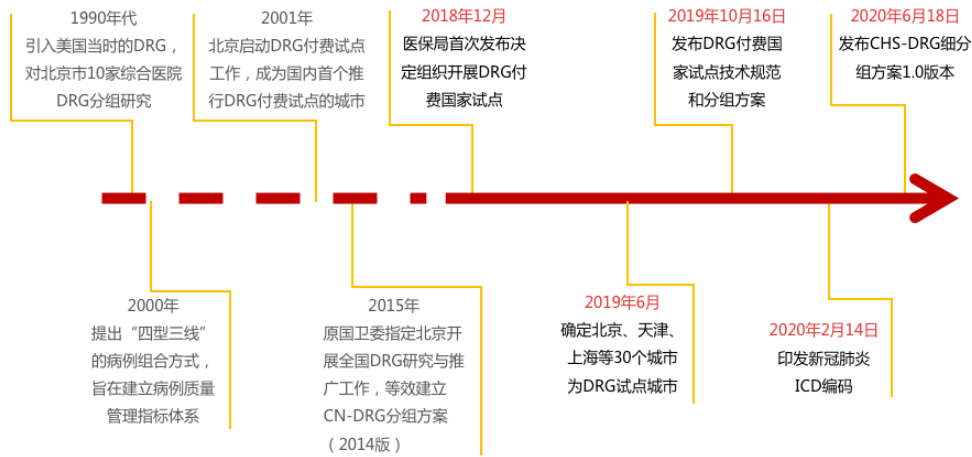 1990年代
引入美国当时的DRG，
对北京市10家综合医院
DRG分组研究
2001年
北京启动DRG付费试点
工作，成为国内首个推
行DRG付费试点的城市
2018年12月
医保局首次发布决
定组织开展DRG付
费国家试点
2019年10月16日
发布DRG付费国
家试点技术规范
和分组方案
2020年6月18日
发布CHS-DRG细分
组方案1.0版本
2000年
提出“四型三线”
的病例组合方式，
旨在建立病例质量
管理指标体系
2015年
原国卫委指定北京开
展全国DRG研究与推
广工作，等效建立
CN-DRG分组方案
（2014版）
2019年6月
确定北京、天津、
上海等30个城市
为DRG试点城市
2020年2月14日
印发新冠肺炎
ICD编码